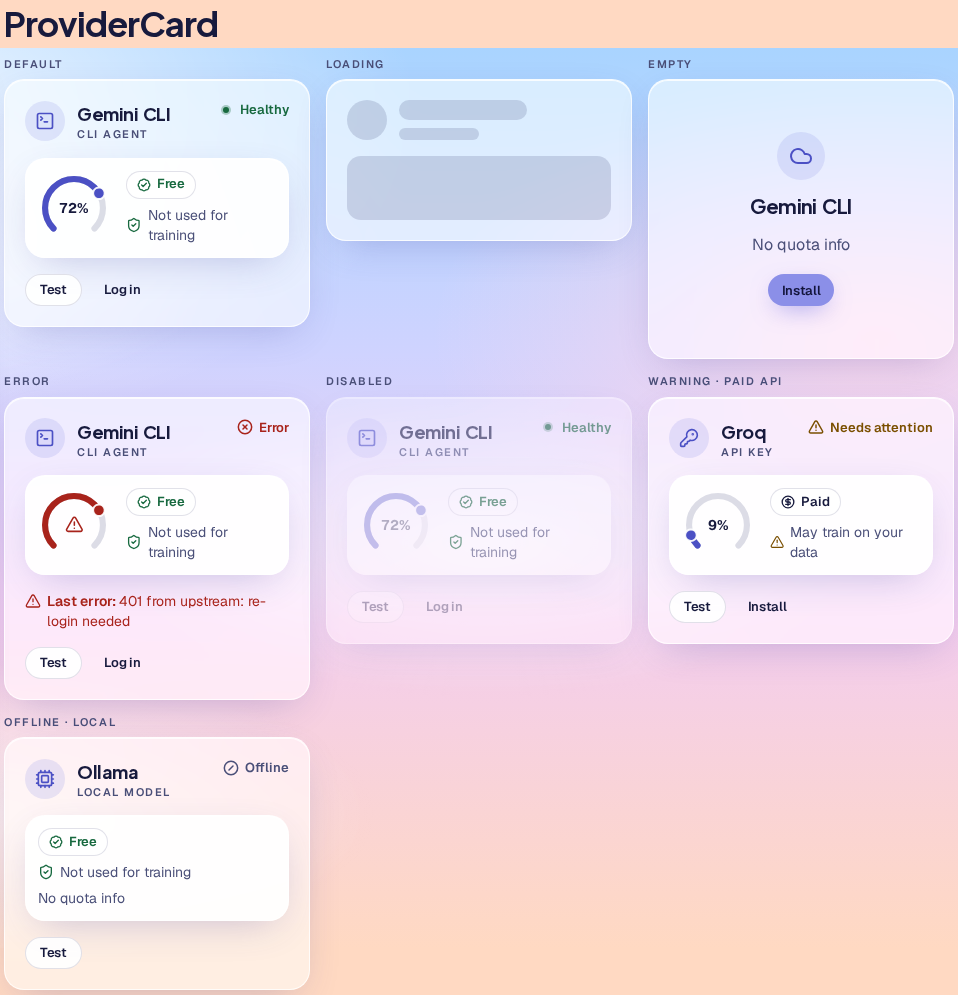 ProviderCard
DEFAULT
Gemini CLI
CLI AGENT
Healthy
72%
Free
Not used for
training
Test
Log in
LOADING
EMPTY
Gemini CLI
No quota info
Install
ERROR
Gemini CLI
CLI AGENT
Error
Free
Not used for
training
Last error: 401 from upstream: re-
login needed
Test
Log in
DISABLED
Gemini CLI
CLI AGENT
Healthy
72%
Free
Not used for
training
Test
Log in
WARNING · PAID API
Groq
API KEY
Needs attention
9%
Paid
May train on your
data
Test
Install
OFFLINE · LOCAL
Ollama
LOCAL MODEL
Offline
Free
Not used for training
No quota info
Test